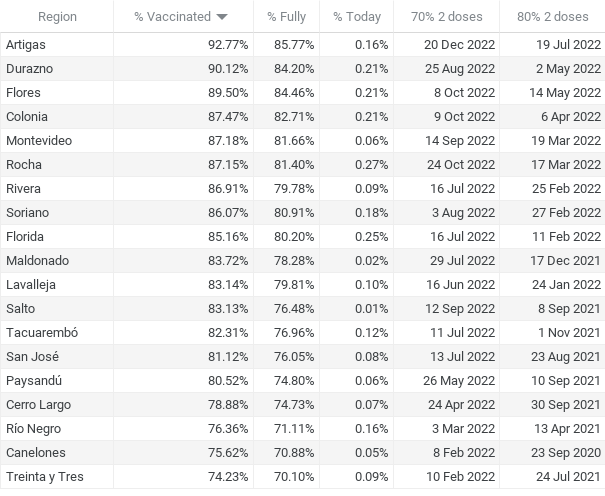 Region % Vaccinated % Fully % Today 70% 2 doses 80% 2 doses
Artigas 92.77% 85.77% 0.16% 20 Dec 2022 19 Jul 2022
Durazno 90.12% 84.20% 0.21% 25 Aug 2022 2 May 2022
Flores 89.50% 84.46% 0.21% 8 Oct 2022 14 May 2022
Colonia 87.47% 82.71% 0.21% 9 Oct 2022 6 Apr 2022
Montevideo 87.18% 81.66% 0.06% 14 Sep 2022 19 Mar 2022
Rocha 87.15% 81.40% 0.27% 24 Oct 2022 17 Mar 2022
Rivera 86.91% 79.78% 0.09% 16 Jul 2022 25 Feb 2022
Soriano 86.07% 80.91% 0.18% 3 Aug 2022 27 Feb 2022
Florida 85.16% 80.20% 0.25% 16 Jul 2022 11 Feb 2022
Maldonado 83.72% 78.28% 0.02% 29 Jul 2022 17 Dec 2021
Lavalleja 83.14% 79.81% 0.10% 16 Jun 2022 24 Jan 2022
Salto 83.13% 76.48% 0.01% 12 Sep 2022 8 Sep 2021
Tacuarembó 82.31% 76.96% 0.12% 11 Jul 2022 1 Nov 2021
San José 81.12% 76.05% 0.08% 13 Jul 2022 23 Aug 2021
Paysandú 80.52% 74.80% 0.06% 26 May 2022 10 Sep 2021
Cerro Largo 78.88% 74.73% 0.07% 24 Apr 2022 30 Sep 2021
Río Negro 76.36% 71.11% 0.16% 3 Mar 2022 13 Apr 2021
Canelones 75.62% 70.88% 0.05% 8 Feb 2022 23 Sep 2020
Treinta y Tres 74.23% 70.10% 0.09% 10 Feb 2022 24 Jul 2021